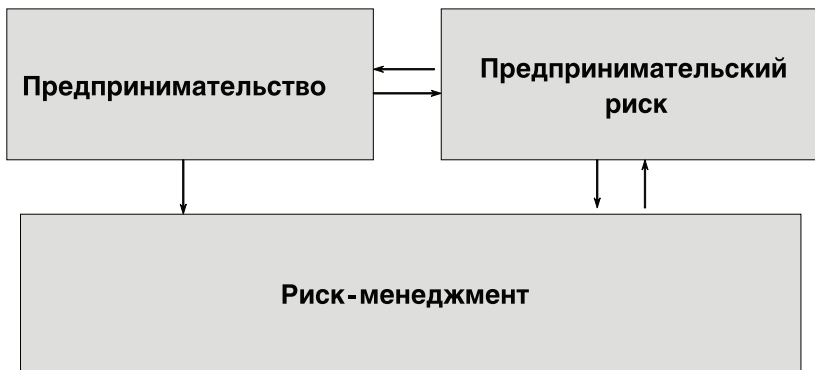 Предпринимательство
Предпринимательский
риск
Риск-менеджмент